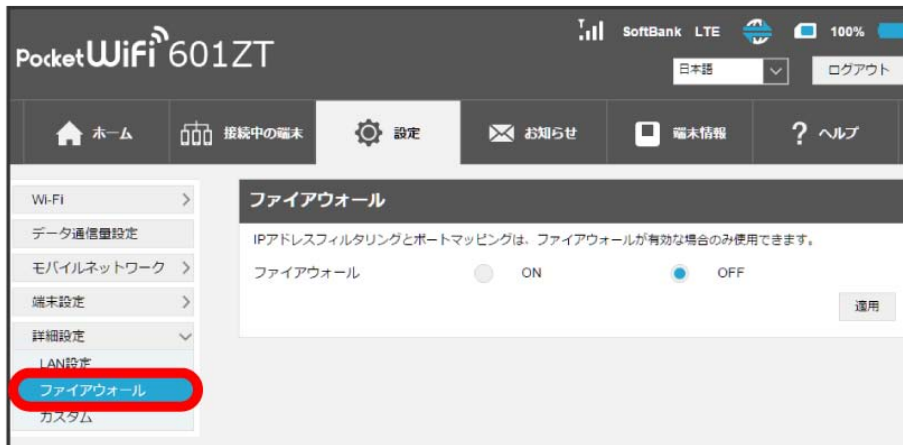 SoftBank LTE 100%
Pocket WiFi 601ZT
日本語 ログアウト
ホーム 接続中の端末 設定 お知らせ 端末情報 ? ヘルプ
Wi-Fi
データ通信量設定
モバイルネットワーク
端末設定
詳細設定
LAN設定
ファイアウォール
カスタム
ファイアウォール
IPアドレスフィルタリングとポートマッピングは、ファイアウォールが有効な場合のみ使用できます。
ファイアウォール ON OFF
適用